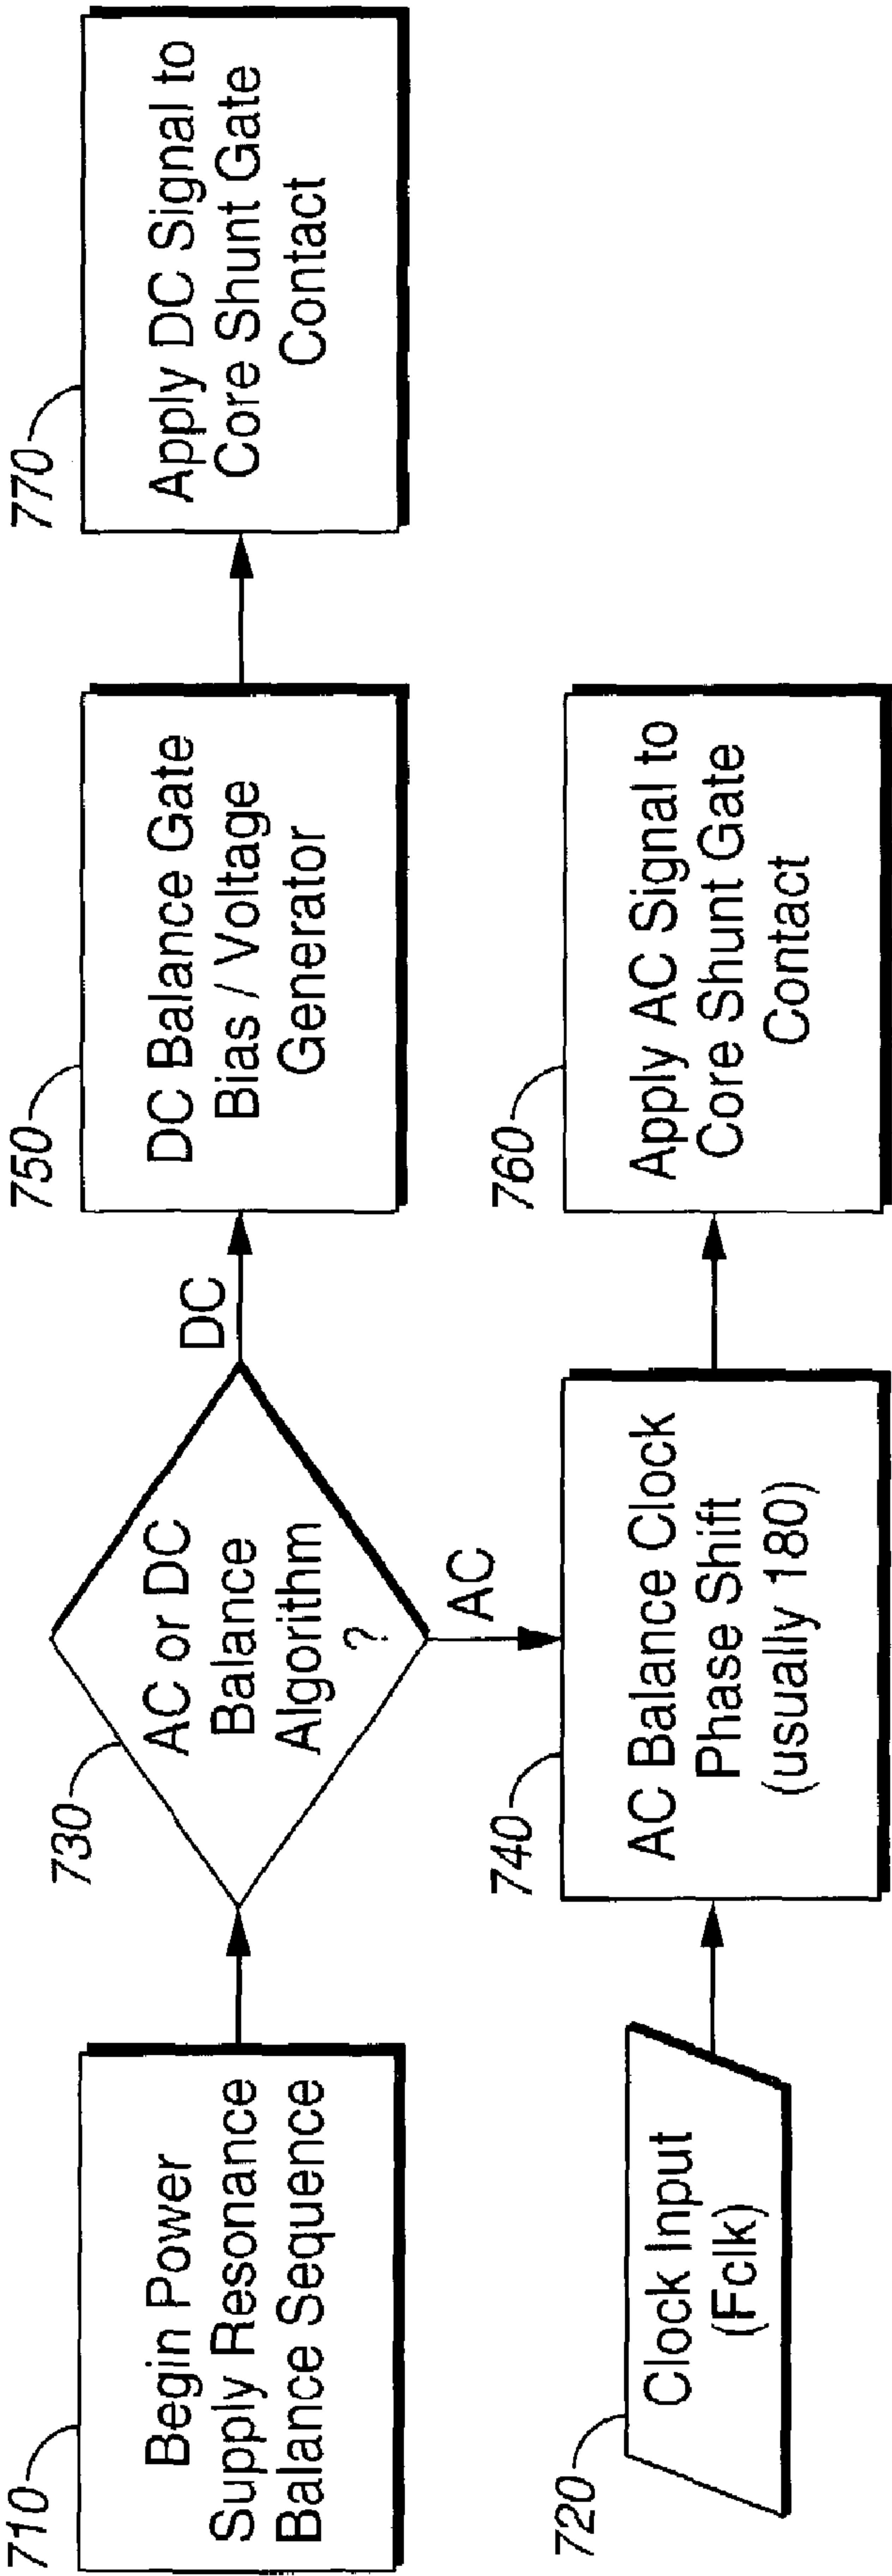 710
Begin Power
Supply Resonance
Balance Sequence
730
AC or DC
Balance
Algorithm
?
DC
AC
750
DC Balance Gate
Bias / Voltage
Generator
770
Apply DC Signal to
Core Shunt Gate
Contact
720
Clock Input
(Fclk)
740
AC Balance Clock
Phase Shift
(usually 180)
760
Apply AC Signal to
Core Shunt Gate
Contact